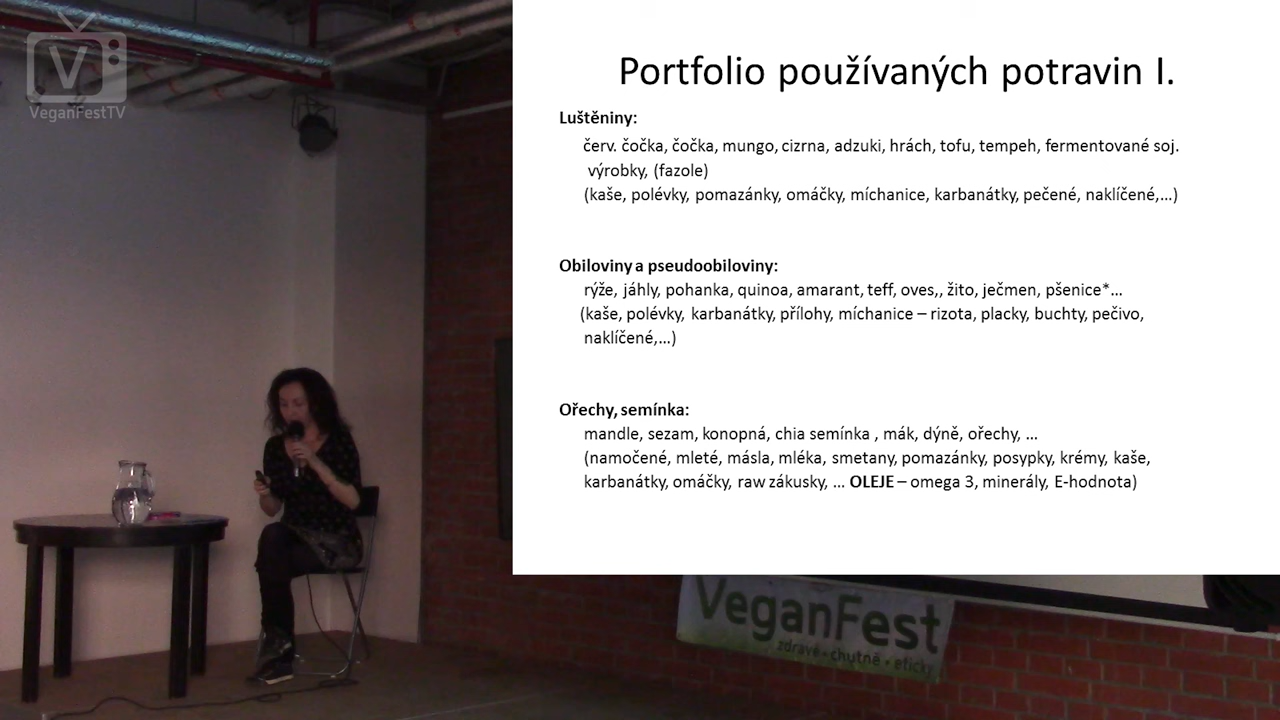 V
VeganFestTV
Portfolio používaných potravin I.
Luštěniny:
červ. čočka, čočka, mungo, cizrna, adzuki, hrách, tofu, tempeh, fermentované soj.
výrobky, (fazole)
(kaše, polévky, pomazánky, omáčky, míchanice, karbanátky, pečené, naklíčené,...)
Obiloviny a pseudoobiloviny:
rýže, jáhly, pohanka, quinoa, amarant, teff, oves,, žito, ječmen, pšenice*...
(kaše, polévky, karbanátky, přílohy, míchanice – rizota, placky, buchty, pečivo,
naklíčené,...)
Ořechy, semínka:
mandle, sezam, konopná, chia semínka , mák, dýně, ořechy, ...
(namočené, mleté, másla, mléka, smetany, pomazánky, posypky, krémy, kaše,
karbanátky, omáčky, raw zákusky, ... OLEJE – omega 3, minerály, E-hodnota)
VeganFest
zdravě • chutně • eticky